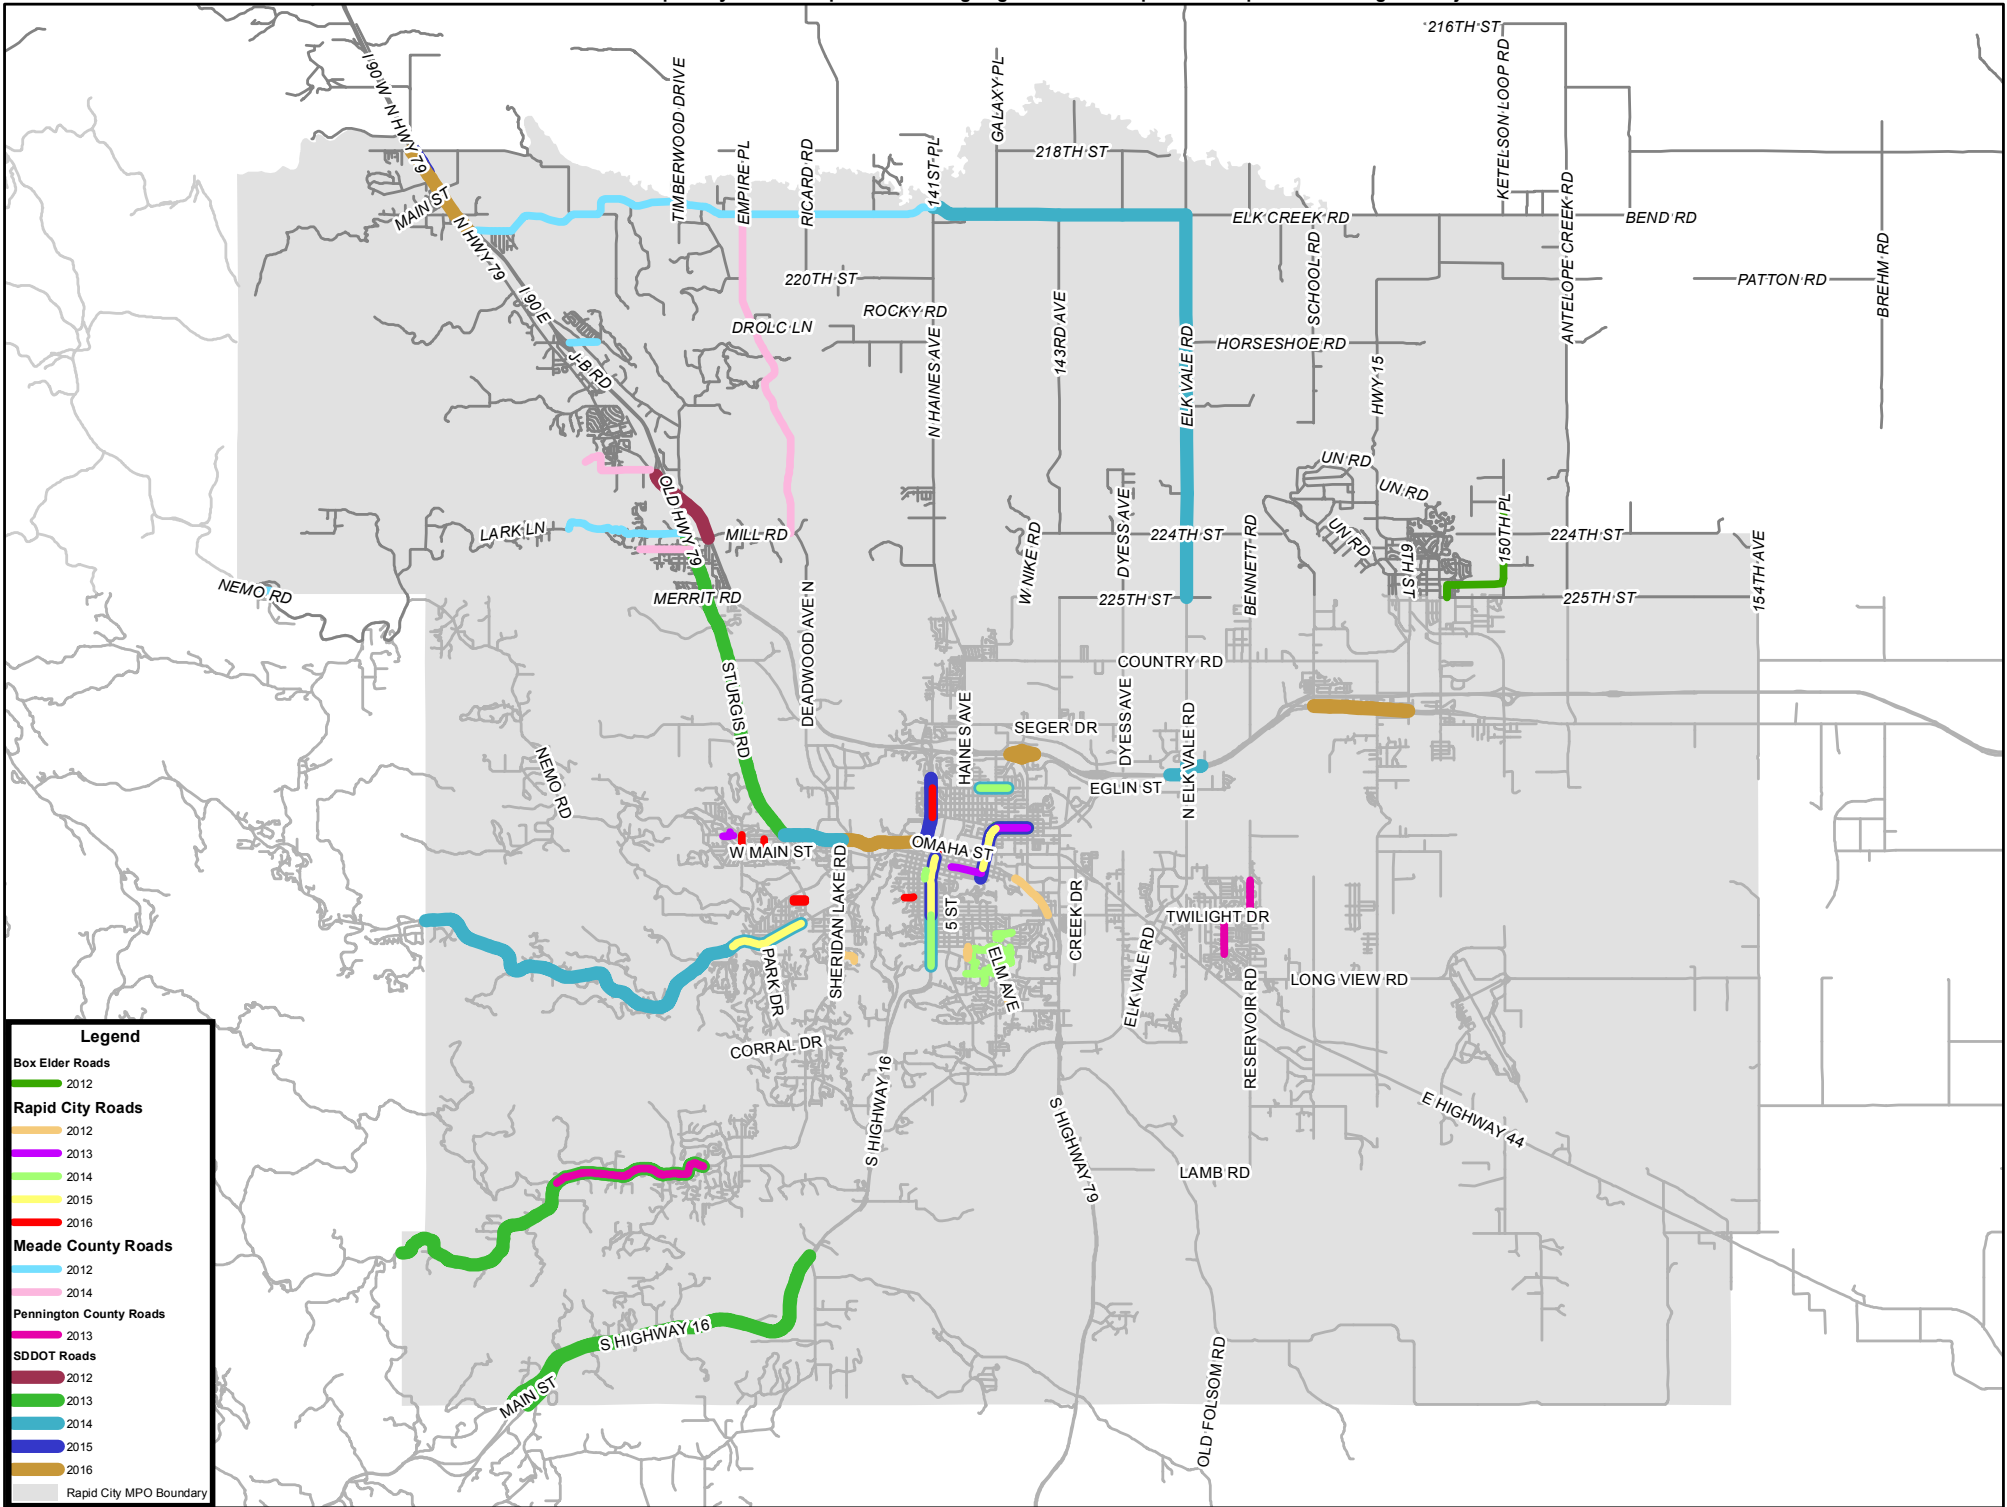 216TH ST
I 90 W
N HWY 79
TIMBERWOOD DRIVE
EMPIRE PL
RICARD RD
141ST PL
GALAXY PL
218TH ST
KETELSON LOOP RD
ANTELOPE CREEK RD
MAIN ST
N HWY 79
ELK CREEK RD
BEND RD
SCHOOL RD
BREHM RD
220TH ST
PATTON RD
I 90 E
DROLC LN
ROCKY RD
N HAINES AVE
143RD AVE
ELK VALE RD
HORSESHOE RD
HWY 15
J-B RD
UN RD
UN RD
UN RD
OLD HWY 79
LARK LN
MILL RD
W NIKE RD
DYESS AVE
224TH ST
BENNETT RD
6TH ST
150TH PL
224TH ST
154TH AVE
NEMO RD
MERRIT RD
DEADWOOD AVE N
225TH ST
225TH ST
COUNTRY RD
STURGIS RD
HAINES AVE
SEGER DR
DYESS AVE
N ELK VALE RD
NEMO RD
EGLIN ST
W MAIN ST
OMAHA ST
SHERIDAN LAKE RD
5 ST
CREEK DR
TWILIGHT DR
PARK DR
ELM AVE
ELK VALE RD
RESERVOIR RD
LONG VIEW RD
CORRAL DR
S HIGHWAY 16
S HIGHWAY 79
E HIGHWAY 44
LAMB RD
S HIGHWAY 16
MAIN ST
OLD FOLSOM RD
Legend
Box Elder Roads
2012
Rapid City Roads
2012
2013
2014
2015
2016
Meade County Roads
2012
2014
Pennington County Roads
2013
SDDOT Roads
2012
2013
2014
2015
2016
Rapid City MPO Boundary